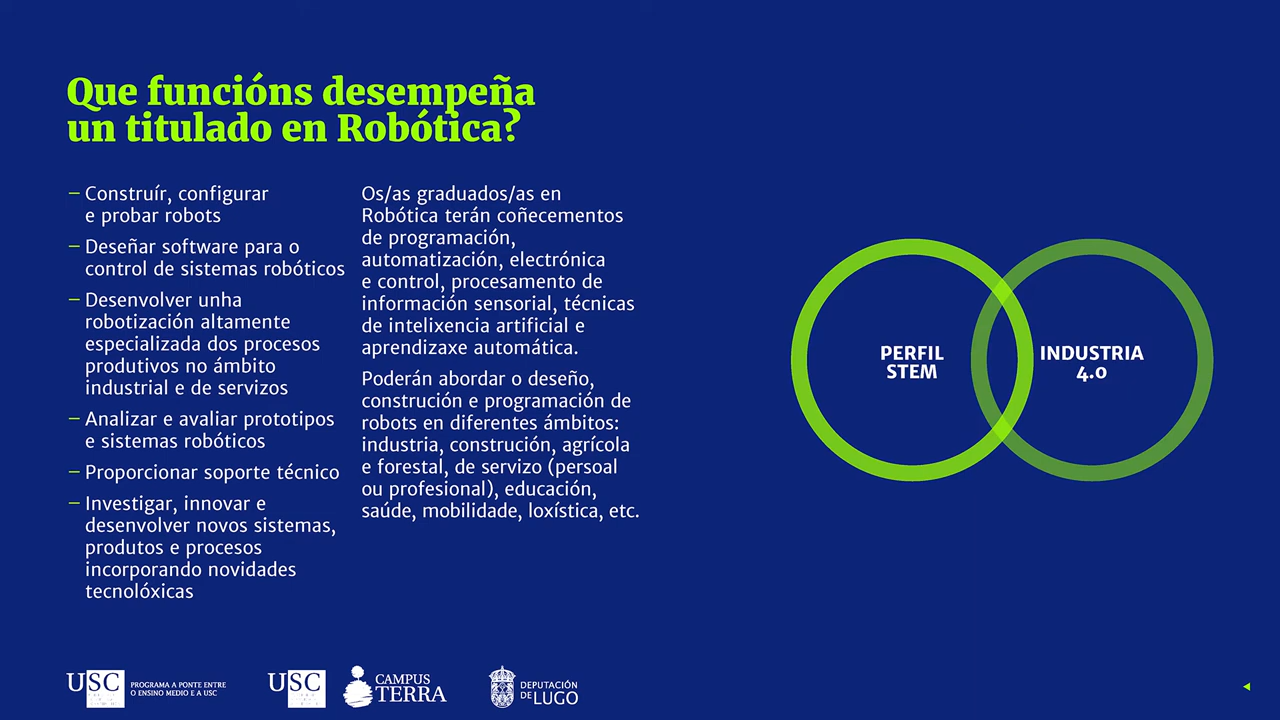 Que funcións desempeña
un titulado en Robótica?
– Construír, configurar
e probar robots
– Deseñar software para o
control de sistemas robóticos
– Desenvolver unha
robotización altamente
especializada dos procesos
produtivos no ámbito
industrial e de servizos
– Analizar e avaliar prototipos
e sistemas robóticos
– Proporcionar soporte técnico
– Investigar, innovar e
desenvolver novos sistemas,
produtos e procesos
incorporando novidades
tecnolóxicas
Os/as graduados/as en
Robótica terán coñecementos
de programación,
automatización, electrónica
e control, procesamento de
información sensorial, técnicas
de intelixencia artificial e
aprendizaxe automática.
Poderán abordar o deseño,
construción e programación de
robots en diferentes ámbitos:
industria, construción, agrícola
e forestal, de servizo (persoal
ou profesional), educación,
saúde, mobilidade, loxística, etc.
PERFIL
STEM
INDUSTRIA
4.0
USC
PROGRAMA A PONTE ENTRE
O ENSINO MEDIO E A USC
USC
CAMPUS
TERRA
DEPUTACIÓN
DE LUGO